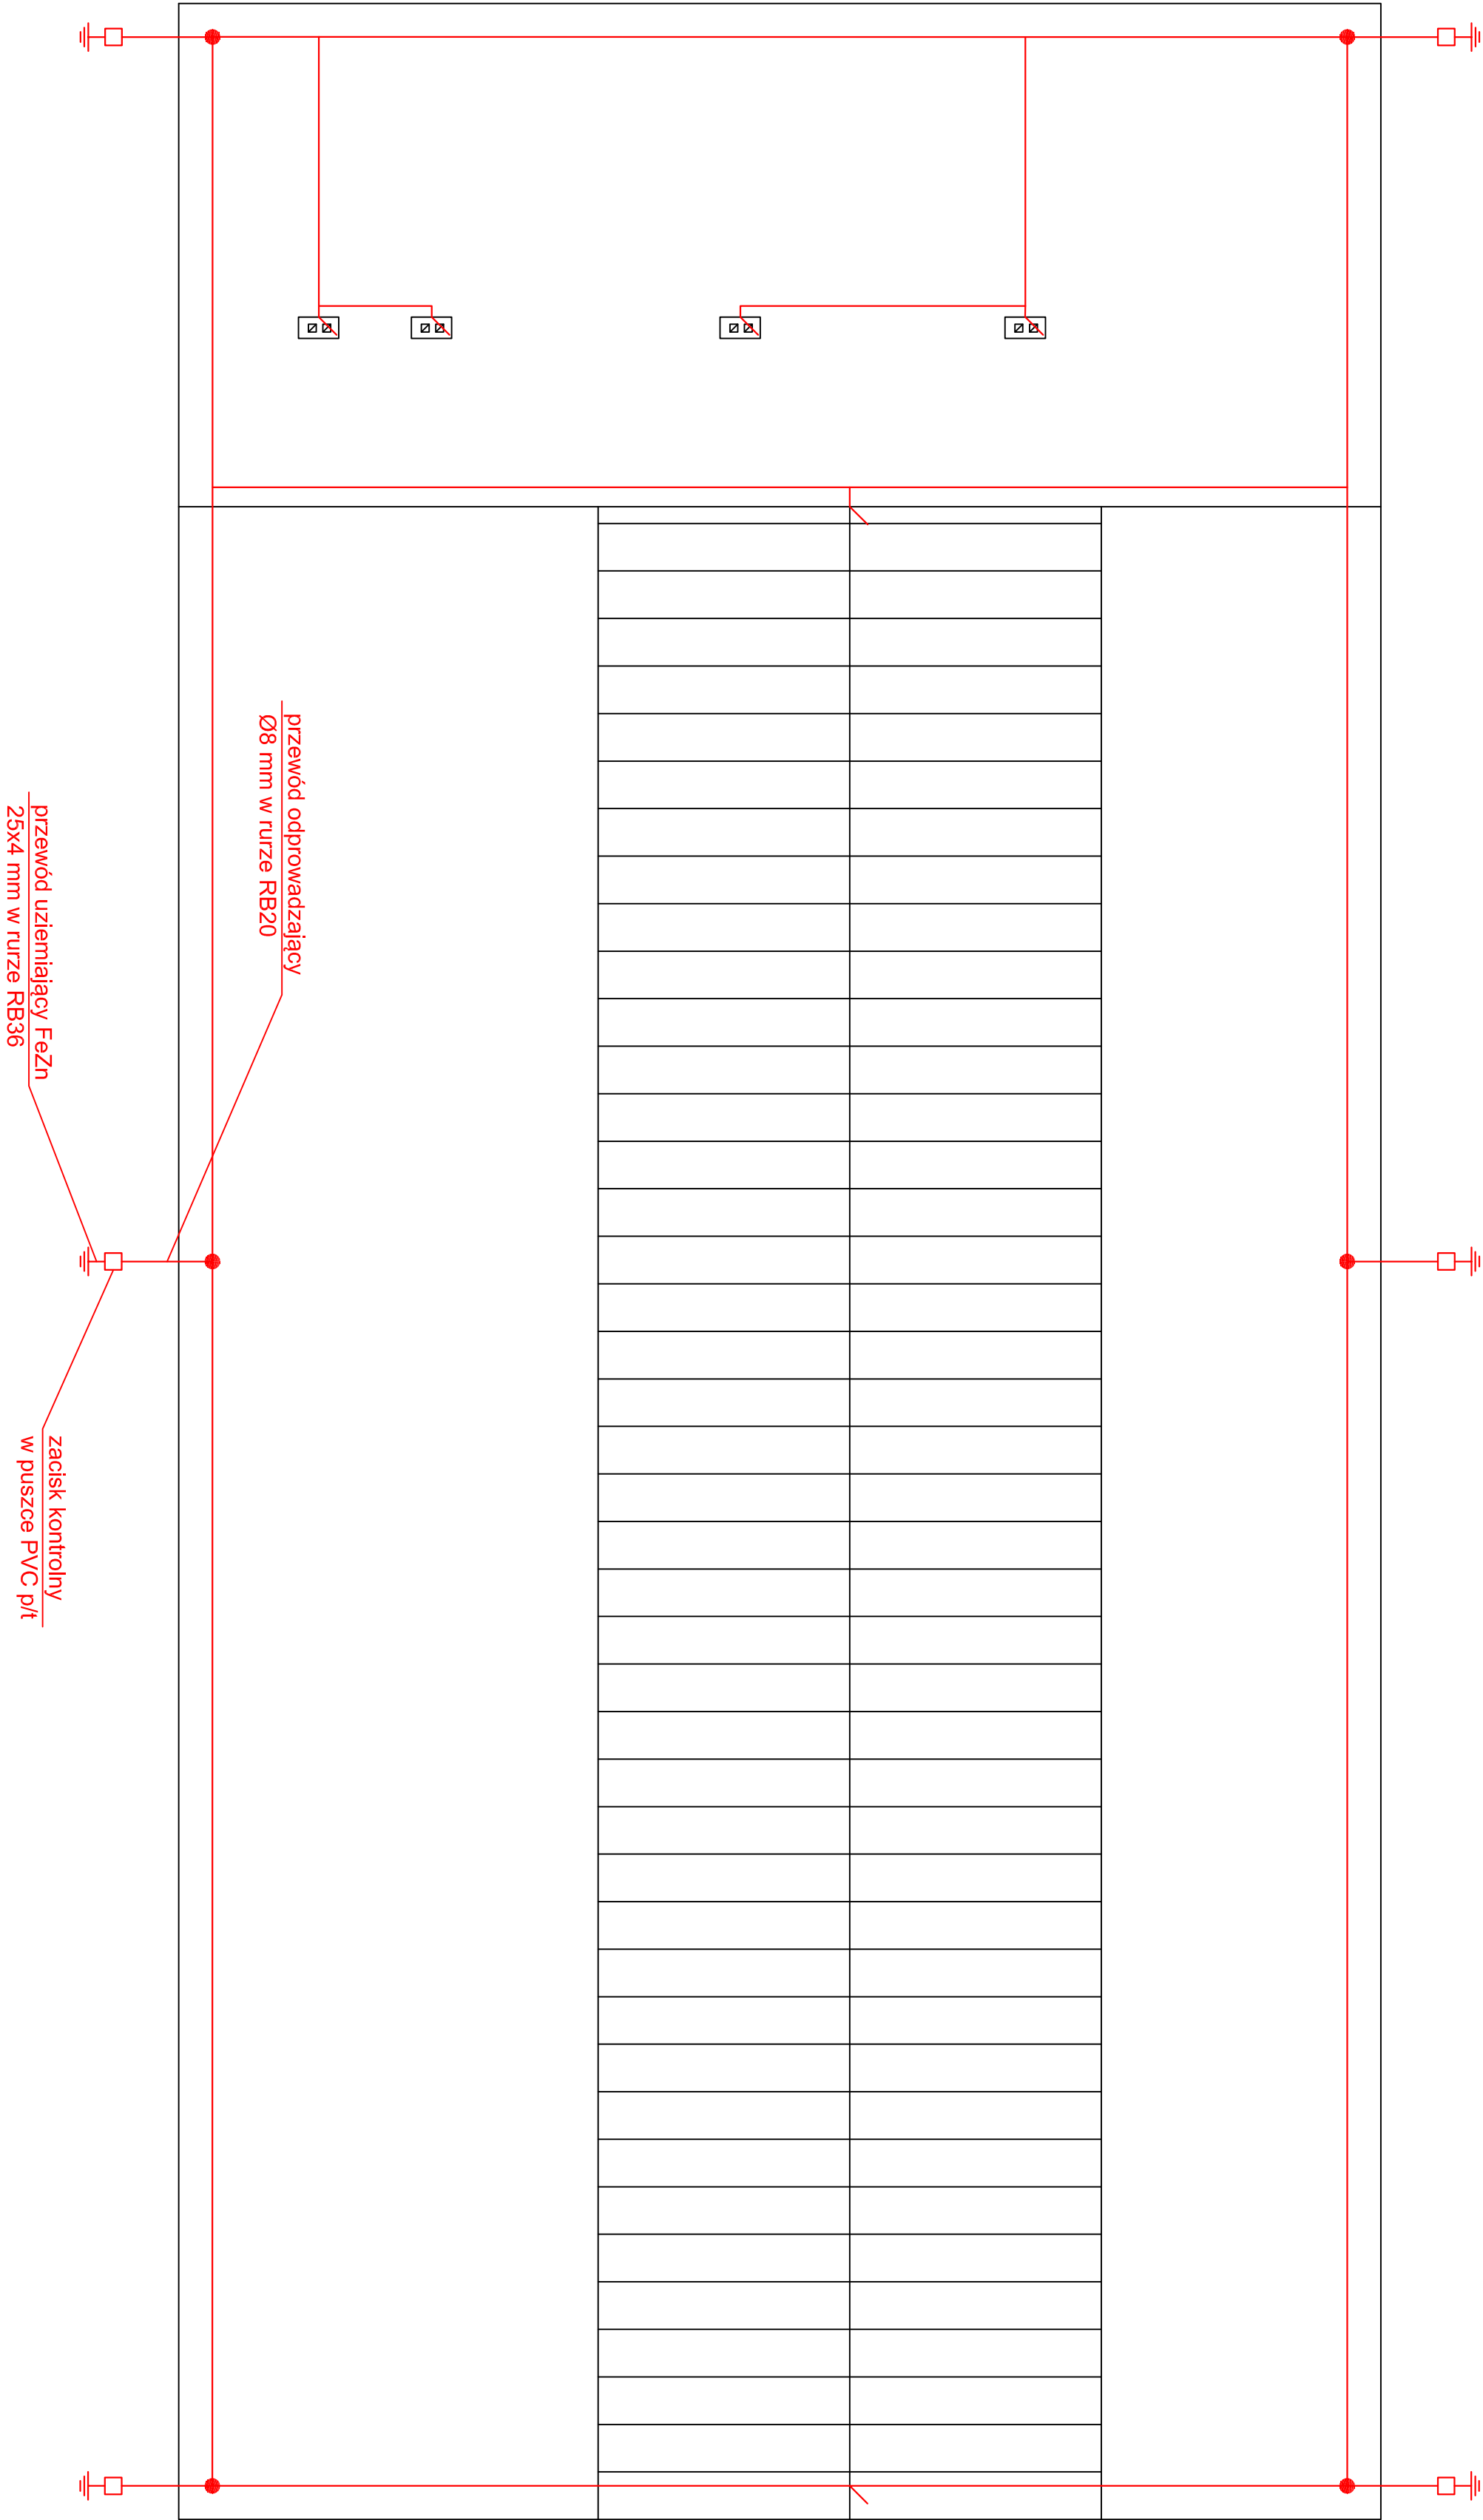 przewód odprowadzający
Ø8 mm w rurze RB20
przewód uziemiający FeZn
25x4 mm w rurze RB36
zacisk kontrolny
w puszce PVC p/t